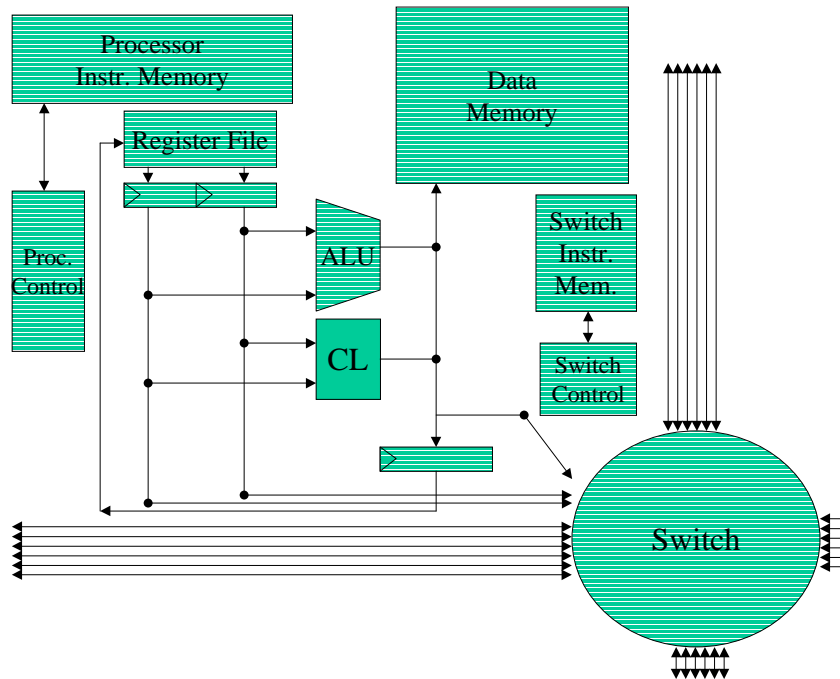 Processor
Instr. Memory
Data
Memory
Register File
Proc.
Control
ALU
CL
Switch
Instr.
Mem.
Switch
Control
Switch